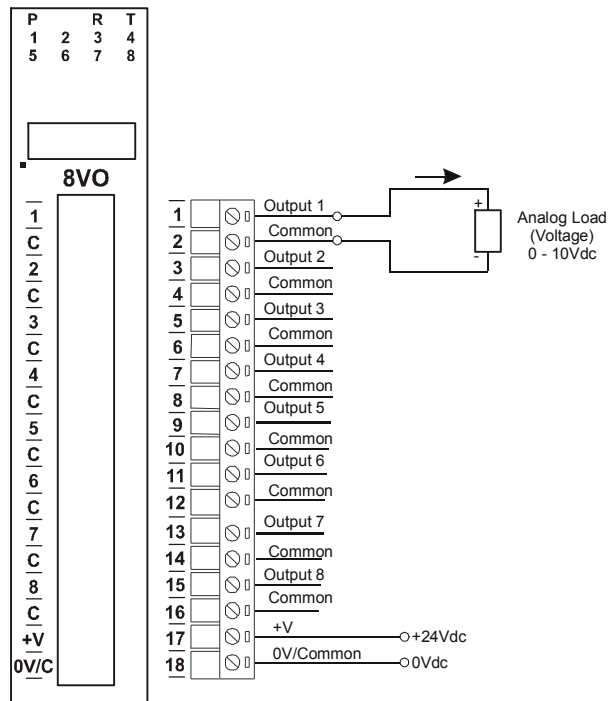 P R T
1 2 3 4
5 6 7 8
8VO
1
C
2
C
3
C
4
C
5
C
6
C
7
C
8
C
+V
0V/C
1 Output 1
2 Common
3 Output 2
4 Common
5 Output 3
6 Common
7 Output 4
8 Common
9 Output 5
10 Common
11 Output 6
12 Common
13 Output 7
14 Common
15 Output 8
16 Common
17 +V +24Vdc
18 0V/Common 0Vdc
+
-
Analog Load
(Voltage)
0 - 10Vdc